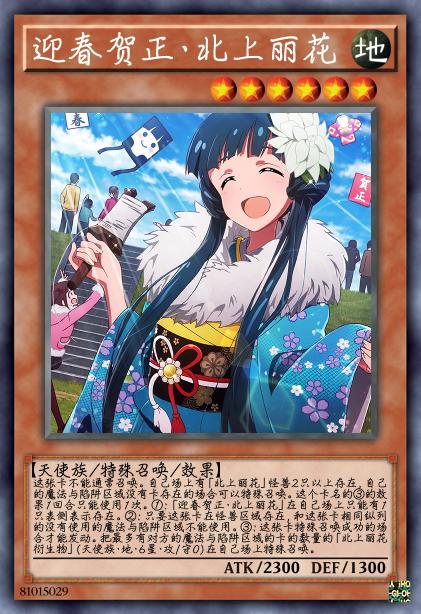 迎春贺正·北上丽花 地
春
贺正
【天使族/特殊召唤/效果】
这张卡不能通常召唤。自己场上有「北上丽花」怪兽2只以上存在，自己
的魔法与陷阱区域没有卡存在的场合可以特殊召唤。这个卡名的③的效
果1回合只能使用1次。①：「迎春贺正·北上丽花」在自己场上只能有1
只表侧表示存在。②：只要这张卡在怪兽区域存在，和这张卡相同纵列
的没有使用的魔法与陷阱区域不能使用。③：这张卡特殊召唤成功的场
合才能发动。把最多有对方的魔法与陷阱区域的卡的数量的「北上丽花
衍生物」(天使族·地·6星·攻/守0)在自己场上特殊召唤。
ATK/2300 DEF/1300
81015029